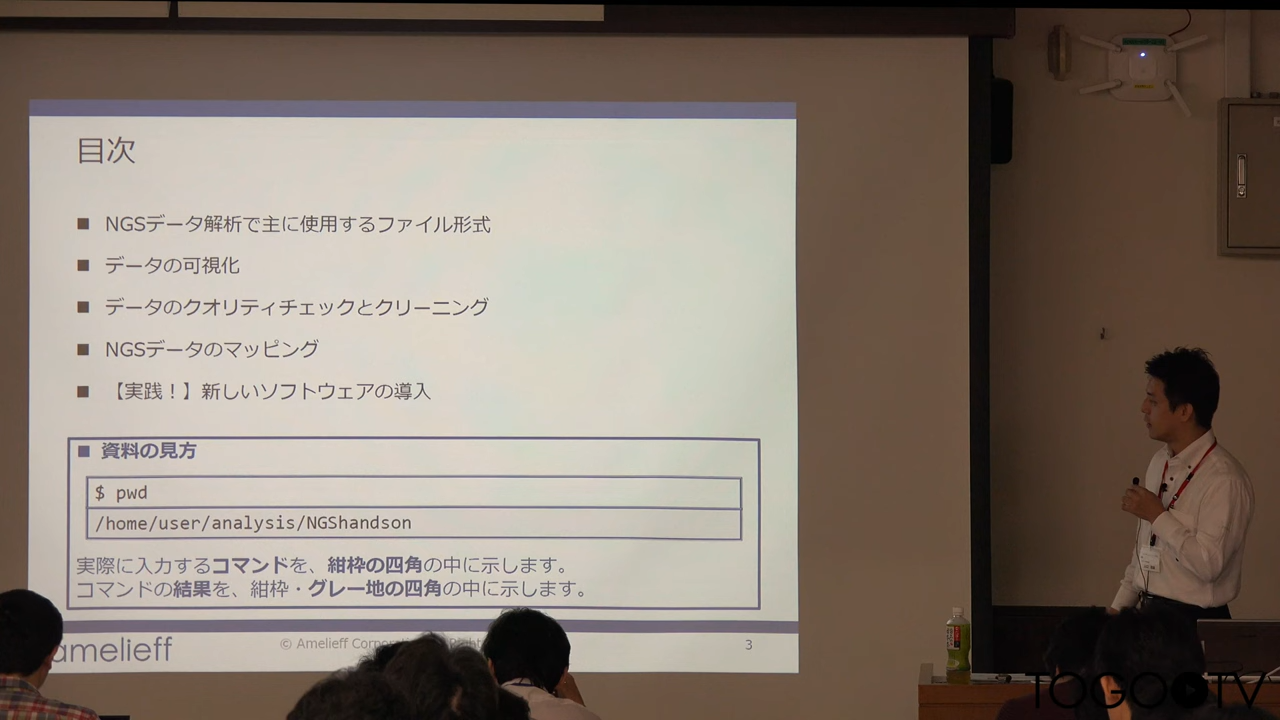 目次
■ NGSデータ解析で主に使用するファイル形式
■ データの可視化
■ データのクオリティチェックとクリーニング
■ NGSデータのマッピング
■ 【実践！】新しいソフトウェアの導入
■ 資料の見方
$ pwd
/home/user/analysis/NGShandson
実際に入力するコマンドを、紺枠の四角の中に示します。
コマンドの結果を、紺枠・グレー地の四角の中に示します。
amelieff
© Amelieff
3
TOGO TV